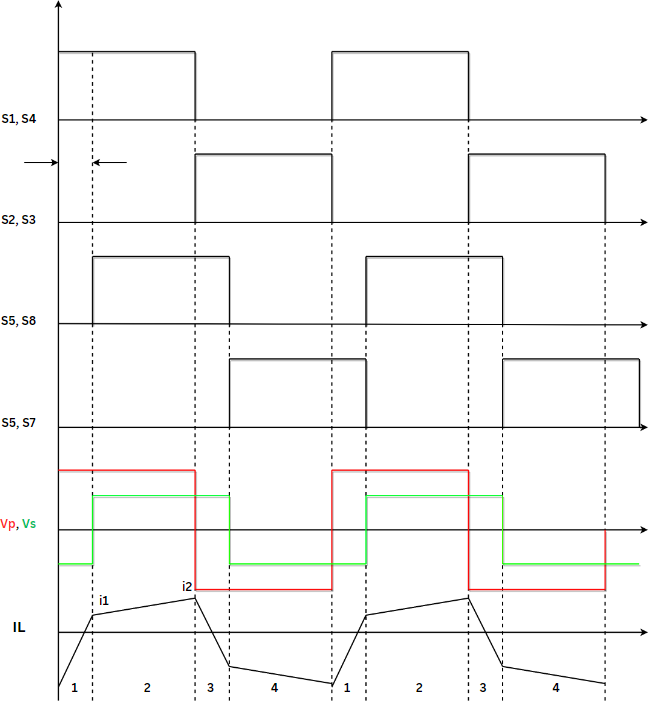 S1, S4
S2, S3
S5, S8
S5, S7
Vp, Vs
i1
i2
IL
1 2 3 4 1 2 3 4